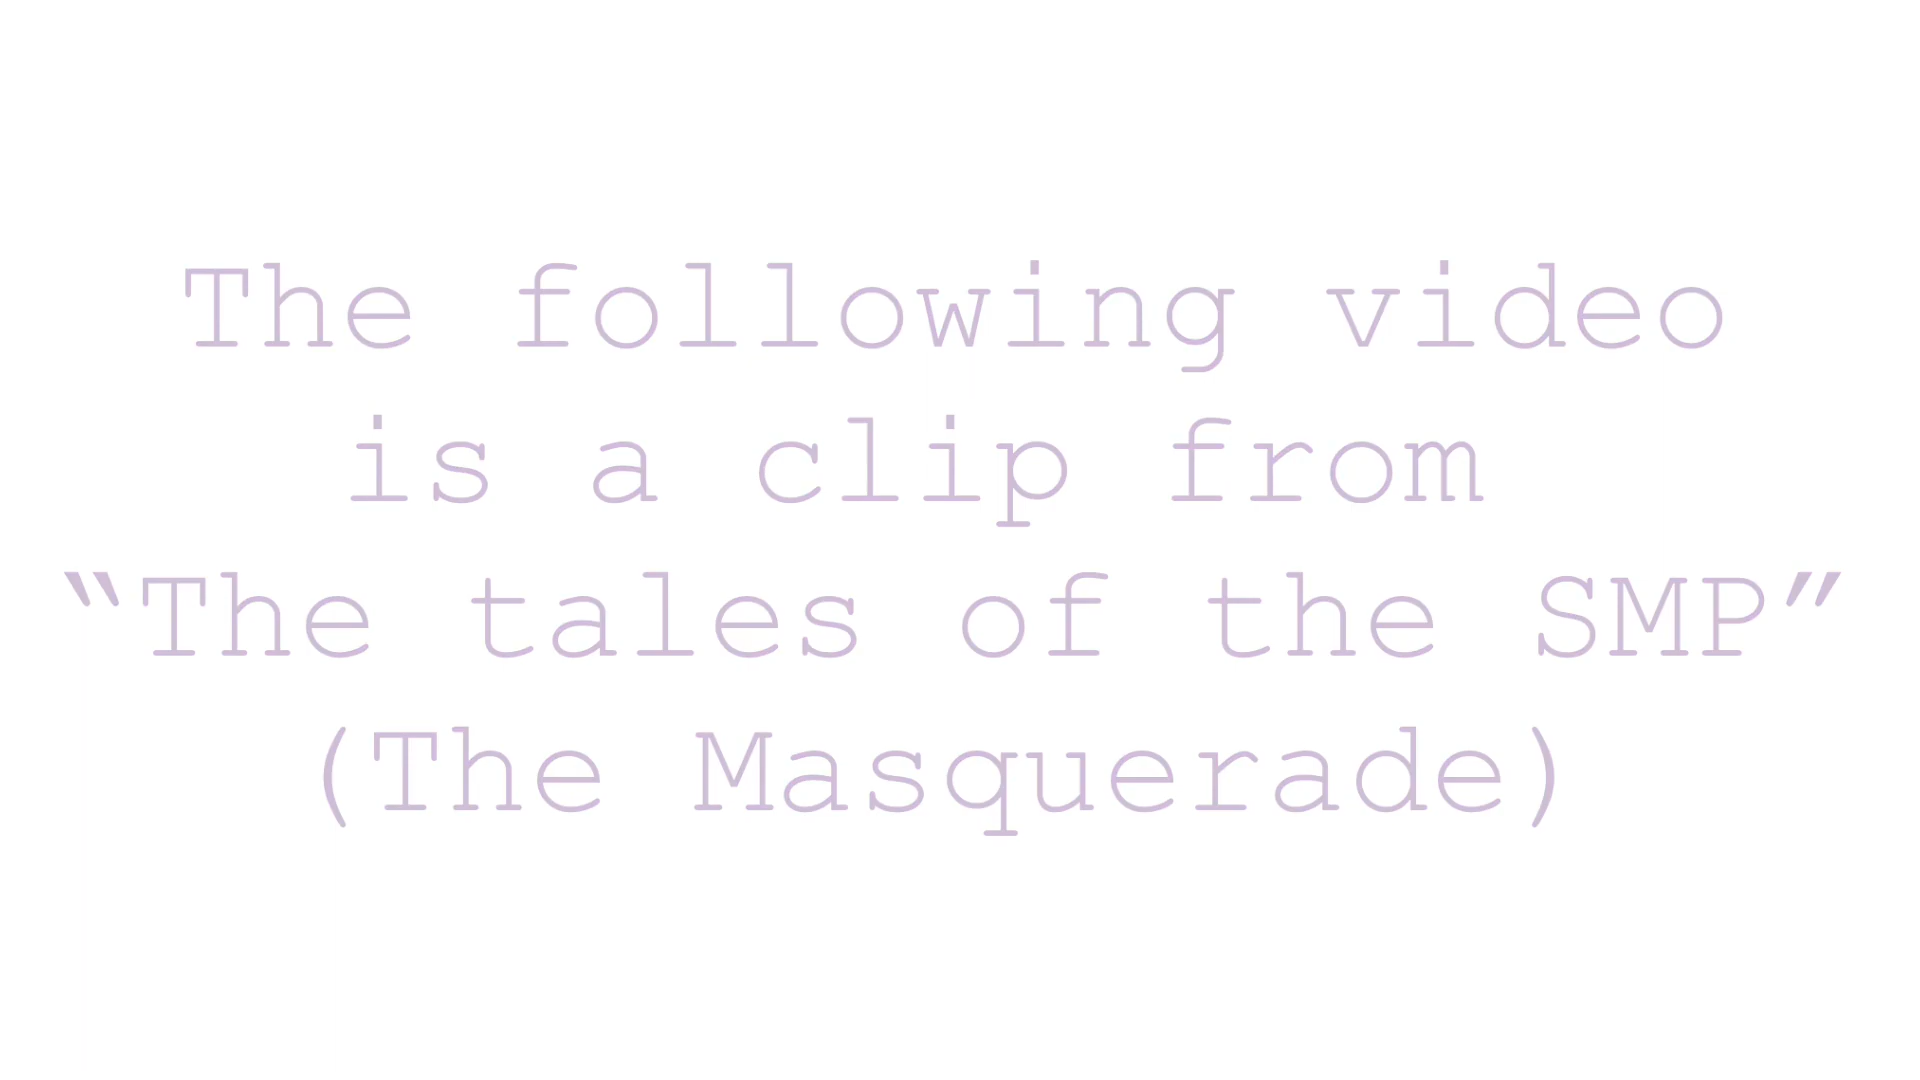 The following video
is a clip from
“The tales of the SMP”
(The Masquerade)